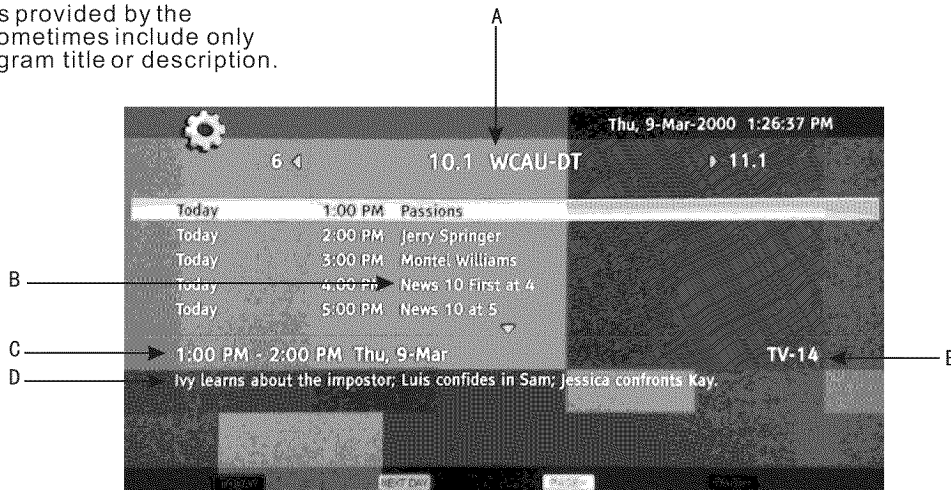 s provided by the
ometimes include only
gram title or description.
A
Thu, 9-Mar-2000 1:26:37 PM
6 10.1 WCAU-DT 11.1
Today 1:00 PM Passions
Today 2:00 PM Jerry Springer
Today 3:00 PM Montel Williams
B Today 4:00 PM News 10 First at 4
Today 5:00 PM News 10 at 5
C 1:00 PM - 2:00 PM Thu, 9-Mar TV-14 E
D Ivy learns about the impostor; Luis confides in Sam; Jessica confronts Kay.
NEXT DAY